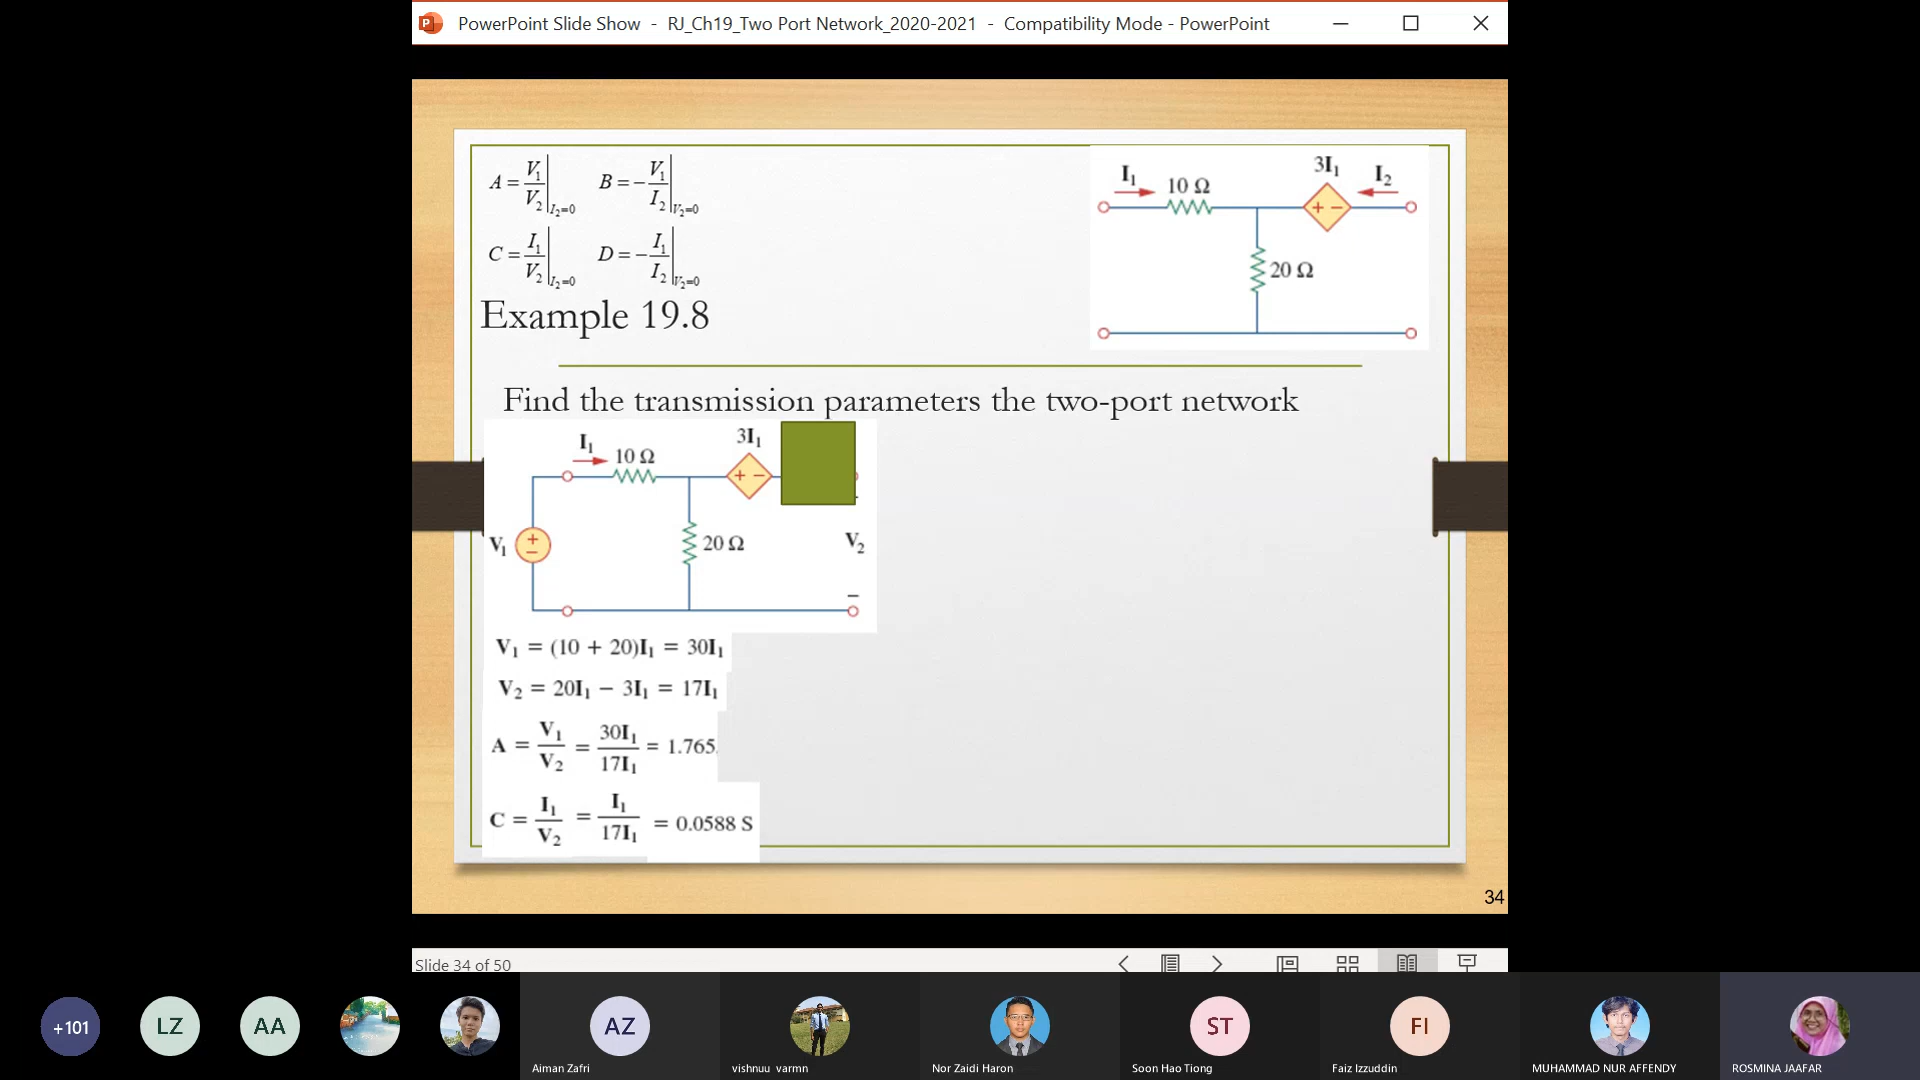 PowerPoint Slide Show - RJ_Ch19_Two Port Network_2020-2021 - Compatibility Mode - PowerPoint
A = V₁/V₂ | I₂=0 B = − V₁/I₂ | V₂=0
C = I₁/V₂ | I₂=0 D = − I₁/I₂ | V₂=0
Example 19.8
I₁ 10 Ω 3I₁ I₂
+ −
20 Ω
Find the transmission parameters the two-port network
I₁ 10 Ω 3I₁
+ −
V₁ + − 20 Ω V₂
−
V₁ = (10 + 20)I₁ = 30I₁
V₂ = 20I₁ − 3I₁ = 17I₁
A = V₁/V₂ = 30I₁/17I₁ = 1.765
C = I₁/V₂ = I₁/17I₁ = 0.0588 S
34
Slide 34 of 50
+101 LZ AA AZ ST FI
Aiman Zafri vishnuu varmn Nor Zaidi Haron Soon Hao Tiong Faiz Izzuddin MUHAMMAD NUR AFFENDY ROSMINA JAAFAR